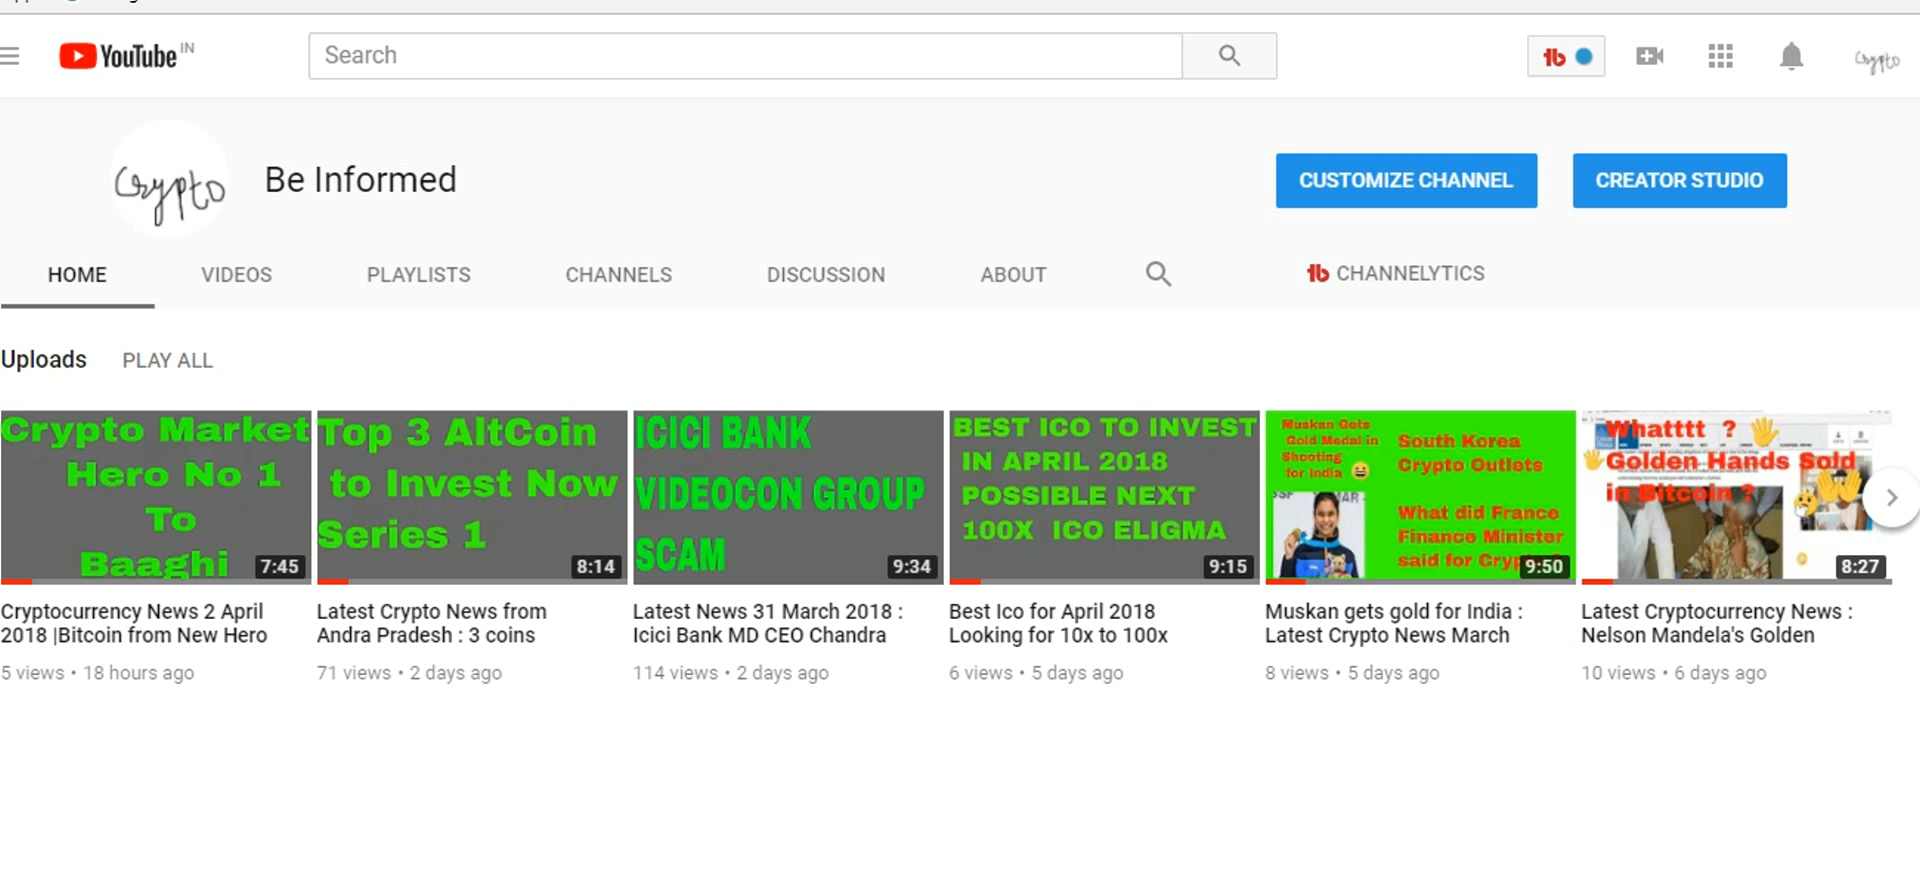 YouTube IN
Search
Crypto
Crypto
Be Informed
CUSTOMIZE CHANNEL
CREATOR STUDIO
HOME
VIDEOS
PLAYLISTS
CHANNELS
DISCUSSION
ABOUT
CHANNELYTICS
Uploads
PLAY ALL
Crypto Market
Hero No 1
To
Baaghi
7:45
Top 3 AltCoin
to Invest Now
Series 1
8:14
ICICI BANK
VIDEOCON GROUP
SCAM
9:34
BEST ICO TO INVEST
IN APRIL 2018
POSSIBLE NEXT
100X ICO ELIGMA
9:15
Muskan Gets
Gold Medal in
Shooting
for India
South Korea
Crypto Outlets
What did France
Finance Minister
said for
9:50
Whatttt ?
Golden Hands Sold
in Bitcoin ?
8:27
Cryptocurrency News 2 April
2018 |Bitcoin from New Hero
5 views • 18 hours ago
Latest Crypto News from
Andra Pradesh : 3 coins
71 views • 2 days ago
Latest News 31 March 2018 :
Icici Bank MD CEO Chandra
114 views • 2 days ago
Best Ico for April 2018
Looking for 10x to 100x
6 views • 5 days ago
Muskan gets gold for India :
Latest Crypto News March
8 views • 5 days ago
Latest Cryptocurrency News :
Nelson Mandela's Golden
10 views • 6 days ago